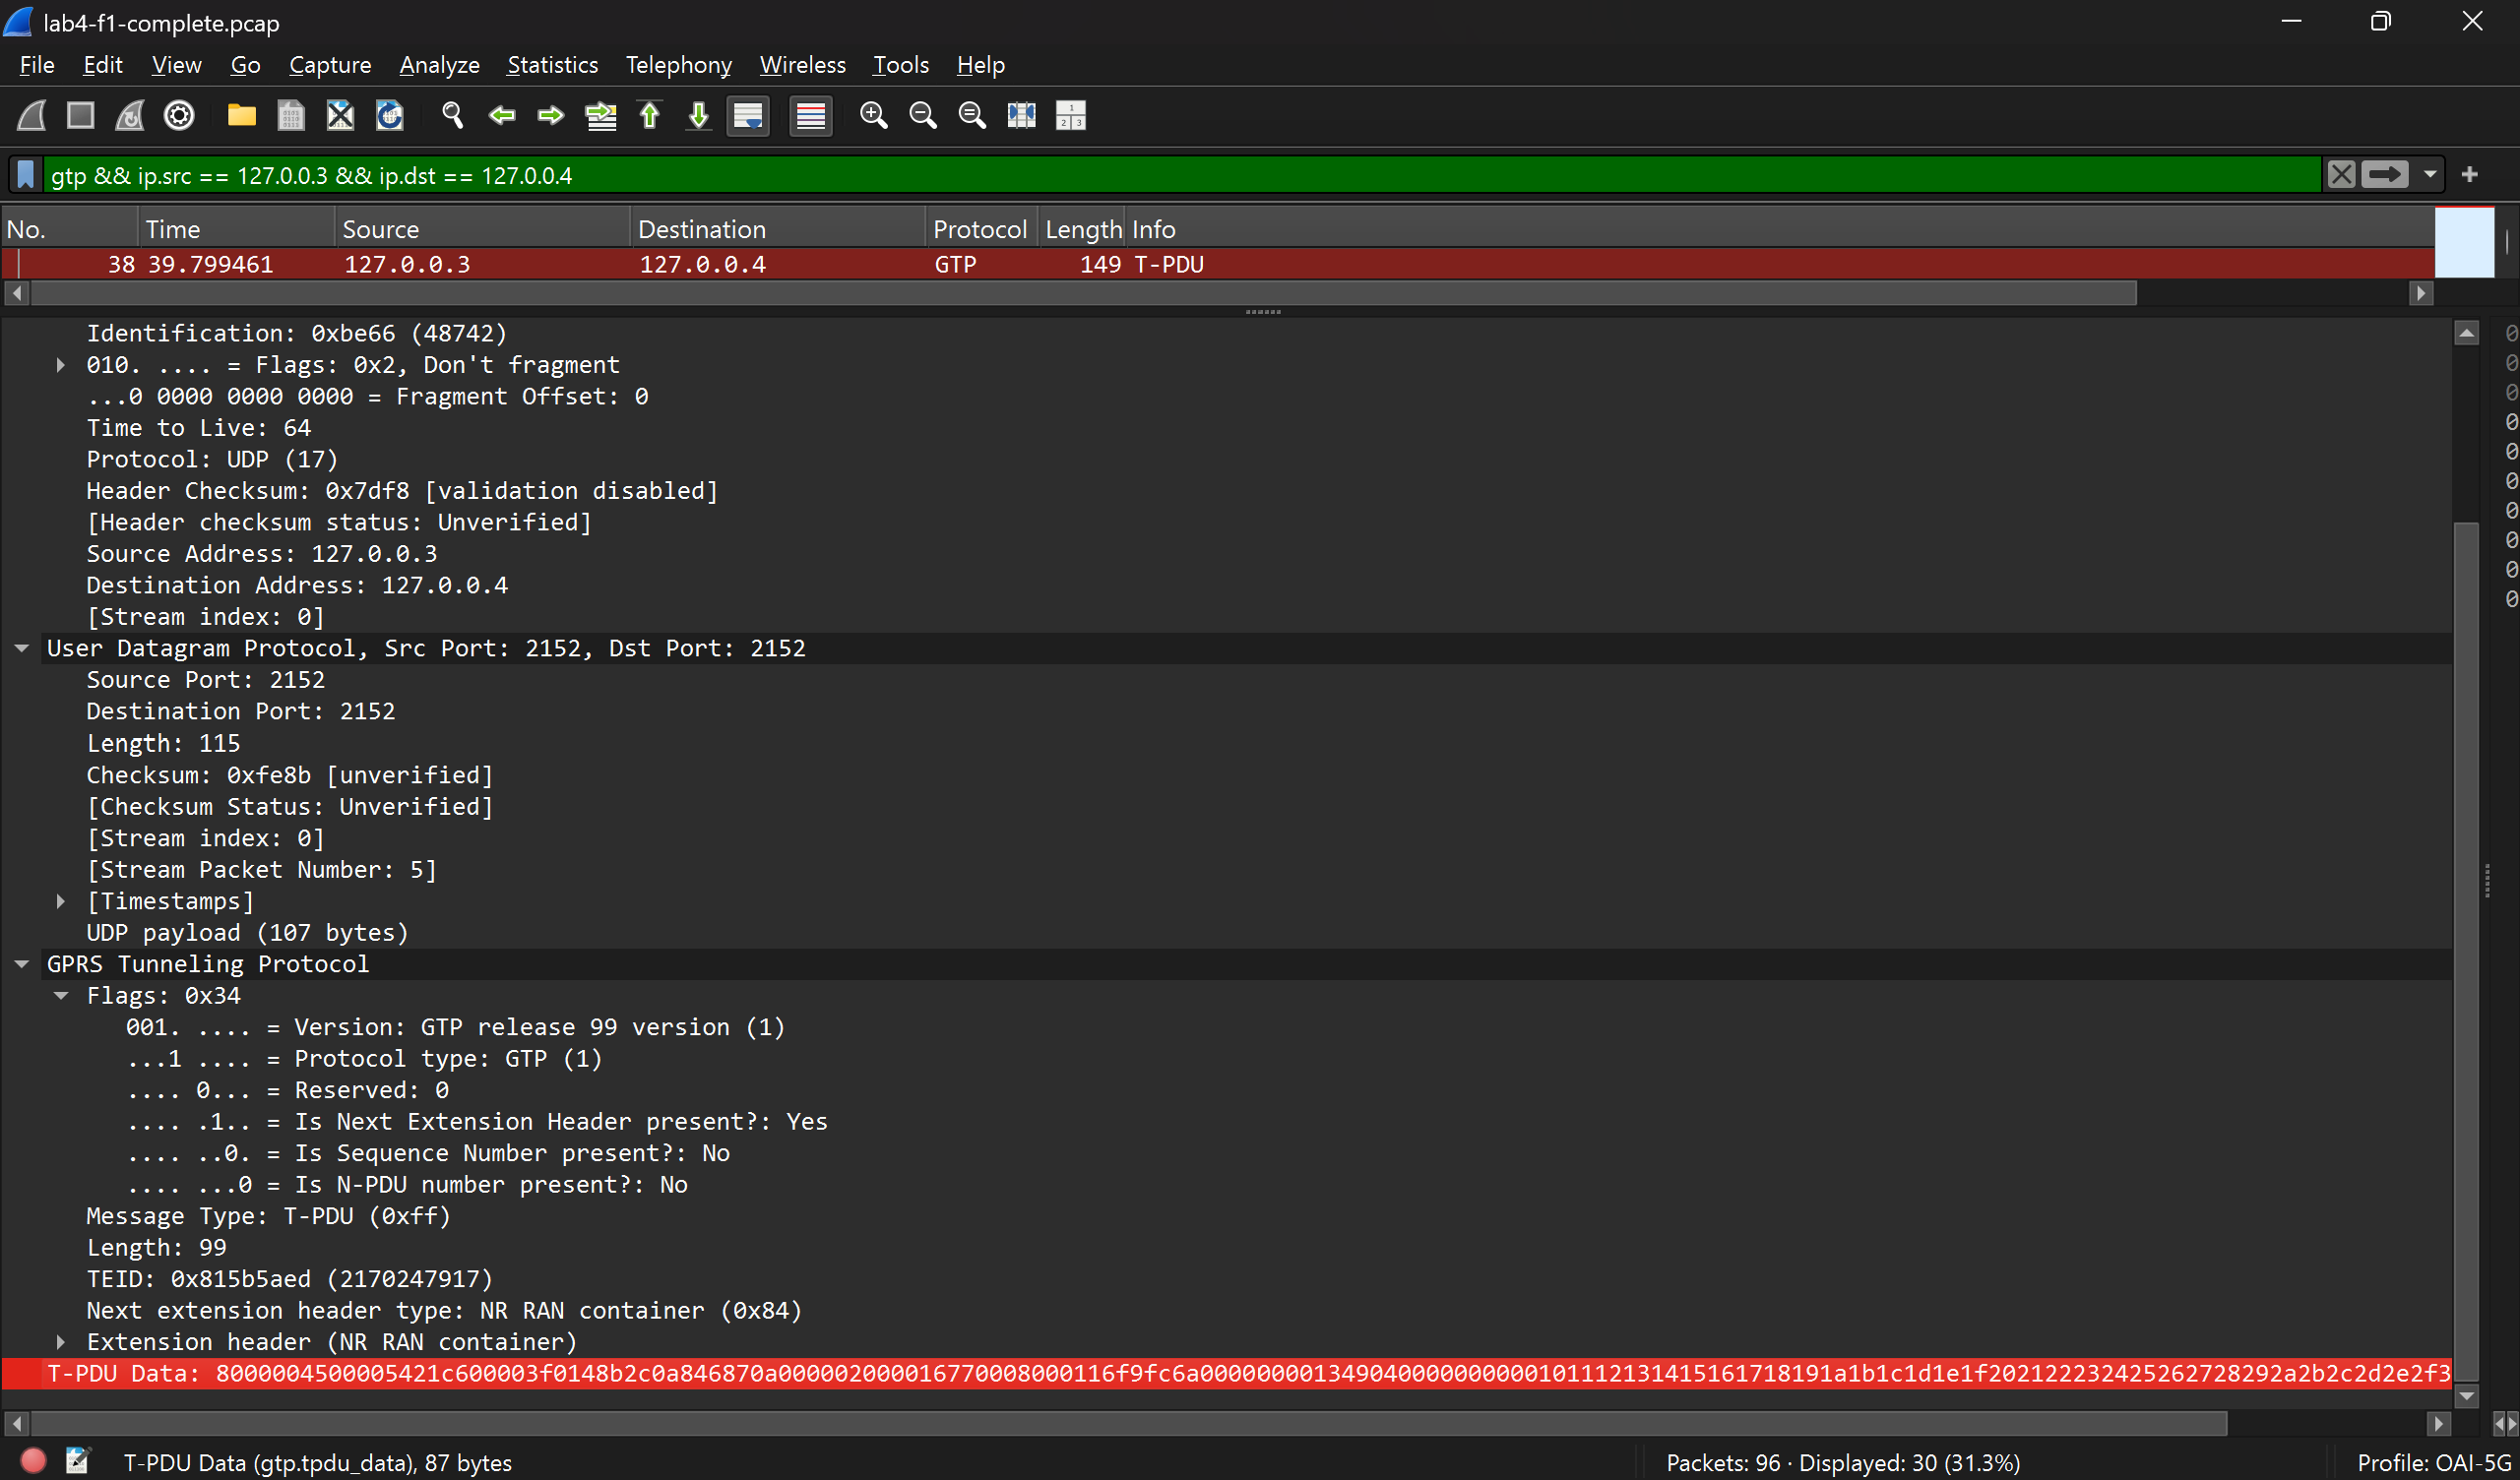 lab4-f1-complete.pcap
File Edit View Go Capture Analyze Statistics Telephony Wireless Tools Help
gtp && ip.src == 127.0.0.3 && ip.dst == 127.0.0.4
No. Time Source Destination Protocol Length Info
38 39.799461 127.0.0.3 127.0.0.4 GTP 149 T-PDU
Identification: 0xbe66 (48742)
010. .... = Flags: 0x2, Don't fragment
...0 0000 0000 0000 = Fragment Offset: 0
Time to Live: 64
Protocol: UDP (17)
Header Checksum: 0x7df8 [validation disabled]
[Header checksum status: Unverified]
Source Address: 127.0.0.3
Destination Address: 127.0.0.4
[Stream index: 0]
User Datagram Protocol, Src Port: 2152, Dst Port: 2152
Source Port: 2152
Destination Port: 2152
Length: 115
Checksum: 0xfe8b [unverified]
[Checksum Status: Unverified]
[Stream index: 0]
[Stream Packet Number: 5]
[Timestamps]
UDP payload (107 bytes)
GPRS Tunneling Protocol
Flags: 0x34
001. .... = Version: GTP release 99 version (1)
...1 .... = Protocol type: GTP (1)
.... 0... = Reserved: 0
.... .1.. = Is Next Extension Header present?: Yes
.... ..0. = Is Sequence Number present?: No
.... ...0 = Is N-PDU number present?: No
Message Type: T-PDU (0xff)
Length: 99
TEID: 0x815b5aed (2170247917)
Next extension header type: NR RAN container (0x84)
Extension header (NR RAN container)
T-PDU Data: 8000004500005421c600003f0148b2c0a846870a000002000016770008000116f9fc6a00000000134904000000000010111213141516171819​1a1b1c1d1e1f202122232425262728292a2b2c2d2e2f3
T-PDU Data (gtp.tpdu_data), 87 bytes
Packets: 96 · Displayed: 30 (31.3%)
Profile: OAI-5G